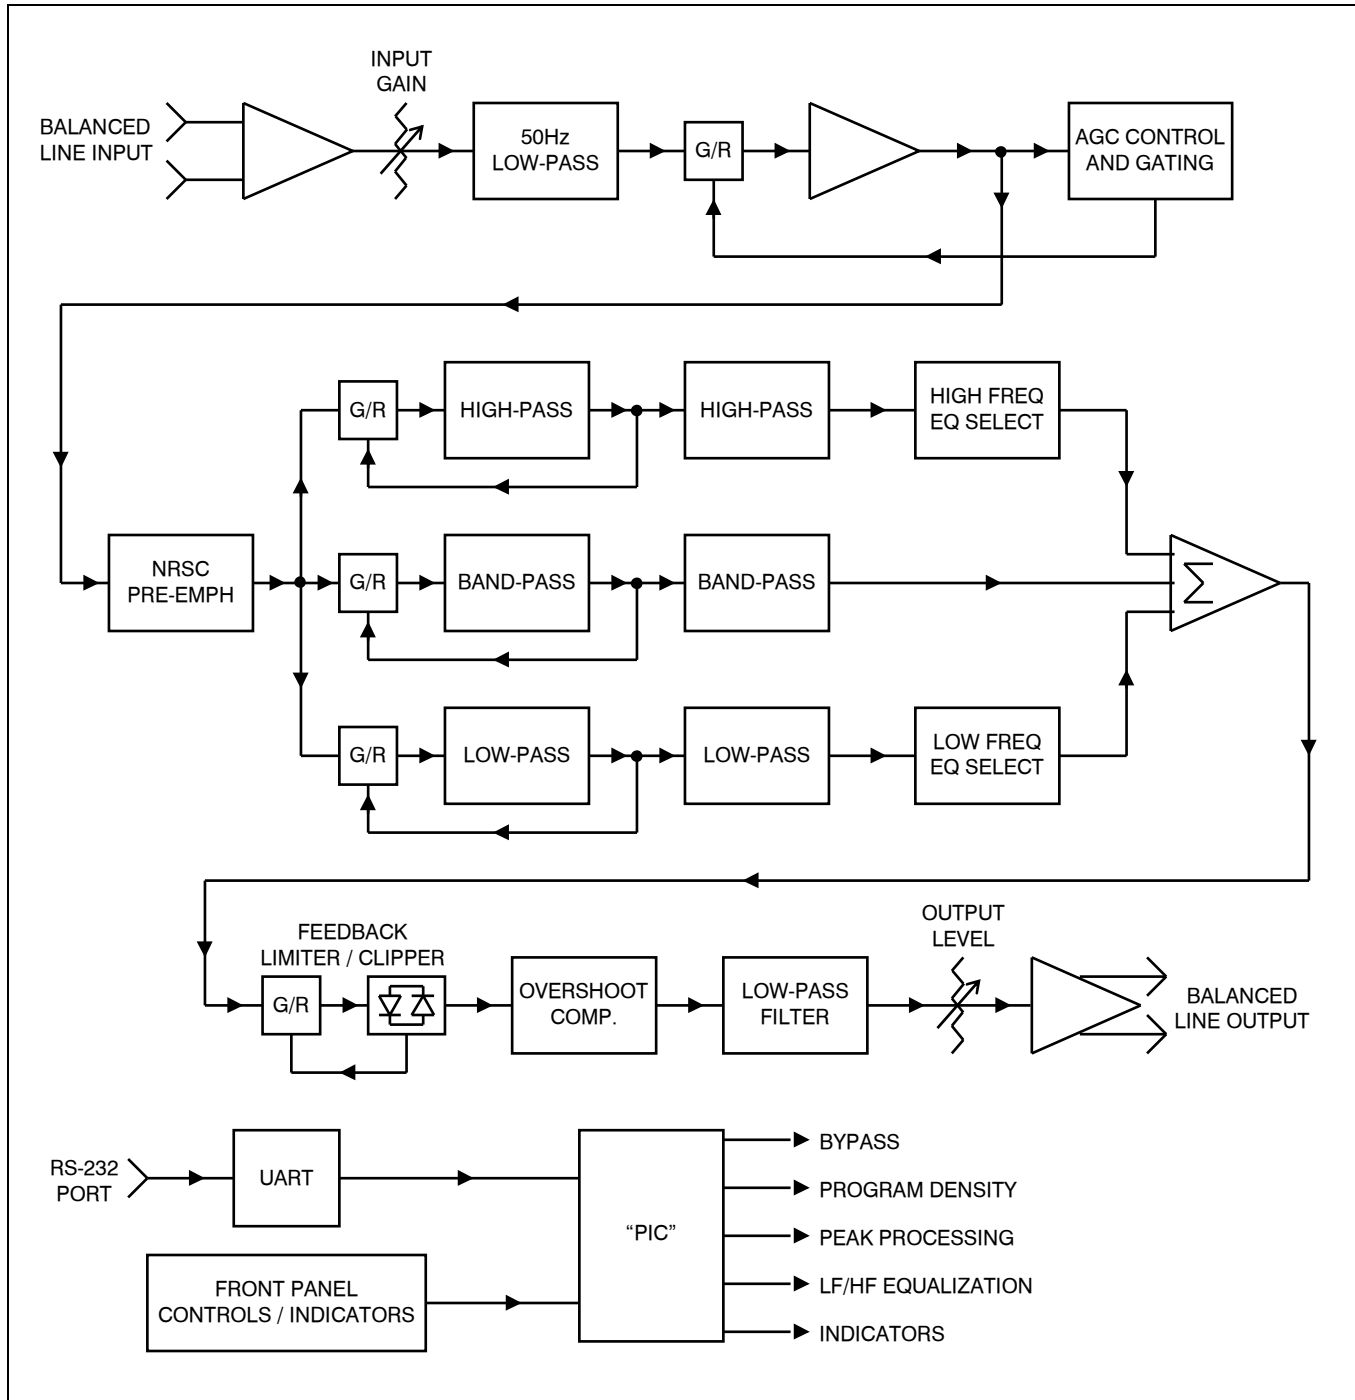 INPUT
GAIN
BALANCED
LINE INPUT
50Hz
LOW-PASS
G/R
AGC CONTROL
AND GATING
G/R
HIGH-PASS
HIGH-PASS
HIGH FREQ
EQ SELECT
NRSC
PRE-EMPH
G/R
BAND-PASS
BAND-PASS
Σ
G/R
LOW-PASS
LOW-PASS
LOW FREQ
EQ SELECT
FEEDBACK
LIMITER / CLIPPER
G/R
OVERSHOOT
COMP.
LOW-PASS
FILTER
OUTPUT
LEVEL
BALANCED
LINE OUTPUT
RS-232
PORT
UART
FRONT PANEL
CONTROLS / INDICATORS
“PIC”
BYPASS
PROGRAM DENSITY
PEAK PROCESSING
LF/HF EQUALIZATION
INDICATORS